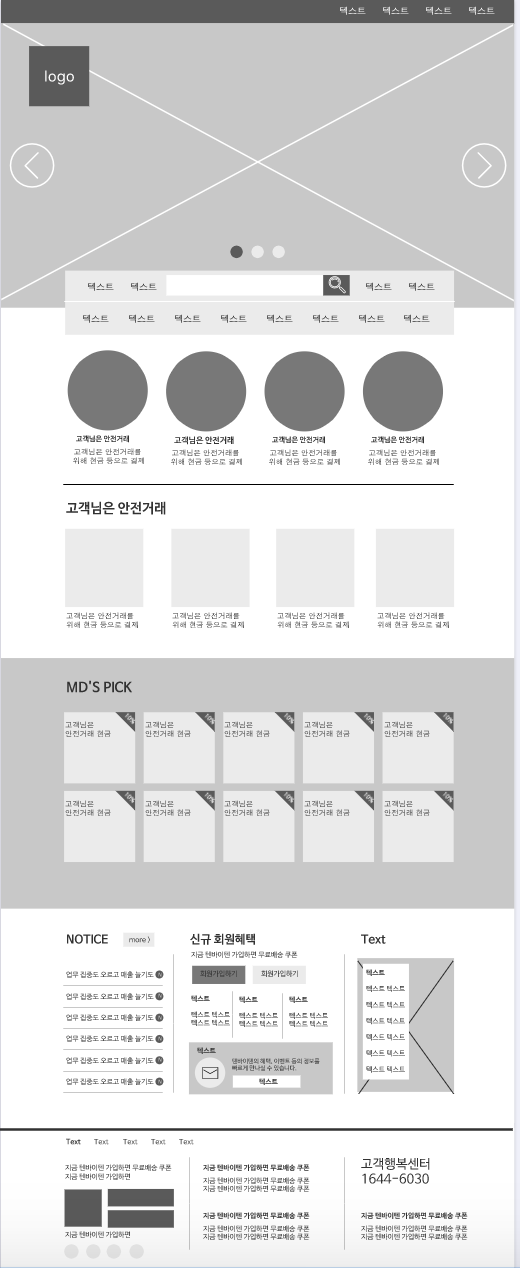 텍스트 텍스트 텍스트 텍스트
logo
텍스트 텍스트 텍스트 텍스트
텍스트 텍스트 텍스트 텍스트 텍스트 텍스트 텍스트 텍스트
고객님은 안전거래 고객님은 안전거래 고객님은 안전거래 고객님은 안전거래
고객님은 안전거래를 고객님은 안전거래를 고객님은 안전거래를 고객님은 안전거래를
위해 현금 등으로 결제 위해 현금 등으로 결제 위해 현금 등으로 결제 위해 현금 등으로 결제
고객님은 안전거래
고객님은 안전거래를 고객님은 안전거래를 고객님은 안전거래를 고객님은 안전거래를
위해 현금 등으로 결제 위해 현금 등으로 결제 위해 현금 등으로 결제 위해 현금 등으로 결제
MD'S PICK
10% 10% 10% 10% 10%
고객님은 고객님은 고객님은 고객님은 고객님은
안전거래 현금 안전거래 현금 안전거래 현금 안전거래 현금 안전거래 현금
10% 10% 10% 10% 10%
고객님은 고객님은 고객님은 고객님은 고객님은
안전거래 현금 안전거래 현금 안전거래 현금 안전거래 현금 안전거래 현금
NOTICE more 〉
업무 집중도 오르고 매출 늘기도
업무 집중도 오르고 매출 늘기도
업무 집중도 오르고 매출 늘기도
업무 집중도 오르고 매출 늘기도
업무 집중도 오르고 매출 늘기도
업무 집중도 오르고 매출 늘기도
신규 회원혜택
지금 텐바이텐 가입하면 무료배송 쿠폰
회원가입하기 회원가입하기
텍스트 텍스트 텍스트
텍스트 텍스트 텍스트 텍스트 텍스트 텍스트
텍스트 텍스트 텍스트 텍스트 텍스트 텍스트
텍스트
텐바이텐의 혜택, 이벤트 등의 정보를
빠르게 만나실 수 있습니다.
텍스트
Text
텍스트
텍스트 텍스트
텍스트 텍스트
텍스트 텍스트
텍스트 텍스트
텍스트 텍스트
텍스트 텍스트
Text Text Text Text Text
지금 텐바이텐 가입하면 무료배송 쿠폰
지금 텐바이텐 가입하면
지금 텐바이텐 가입하면
지금 텐바이텐 가입하면 무료배송 쿠폰
지금 텐바이텐 가입하면 무료배송 쿠폰
지금 텐바이텐 가입하면 무료배송 쿠폰
지금 텐바이텐 가입하면 무료배송 쿠폰
지금 텐바이텐 가입하면 무료배송 쿠폰
지금 텐바이텐 가입하면 무료배송 쿠폰
고객행복센터
1644-6030
지금 텐바이텐 가입하면 무료배송 쿠폰
지금 텐바이텐 가입하면 무료배송 쿠폰
지금 텐바이텐 가입하면 무료배송 쿠폰